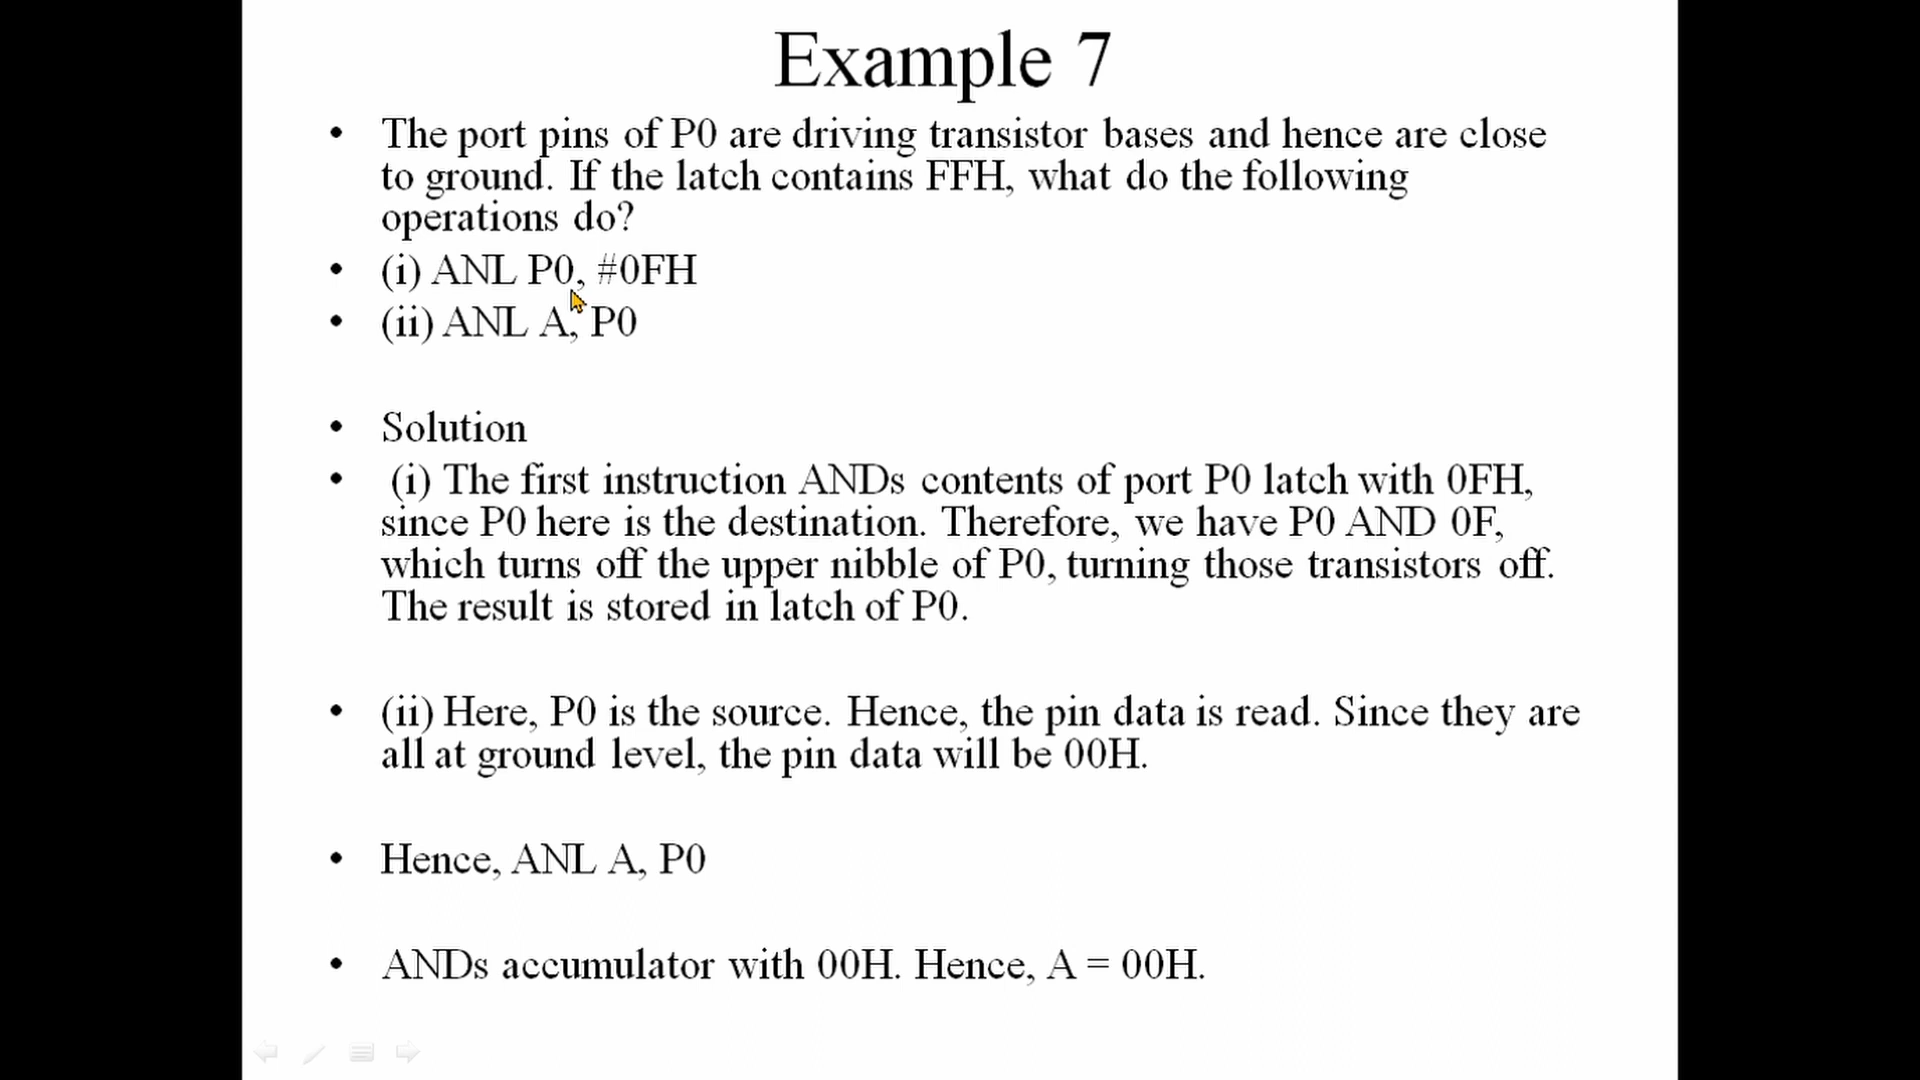 Example 7
• The port pins of P0 are driving transistor bases and hence are close
to ground. If the latch contains FFH, what do the following
operations do?
• (i) ANL P0, #0FH
• (ii) ANL A, P0
• Solution
• (i) The first instruction ANDs contents of port P0 latch with 0FH,
since P0 here is the destination. Therefore, we have P0 AND 0F,
which turns off the upper nibble of P0, turning those transistors off.
The result is stored in latch of P0.
• (ii) Here, P0 is the source. Hence, the pin data is read. Since they are
all at ground level, the pin data will be 00H.
• Hence, ANL A, P0
• ANDs accumulator with 00H. Hence, A = 00H.